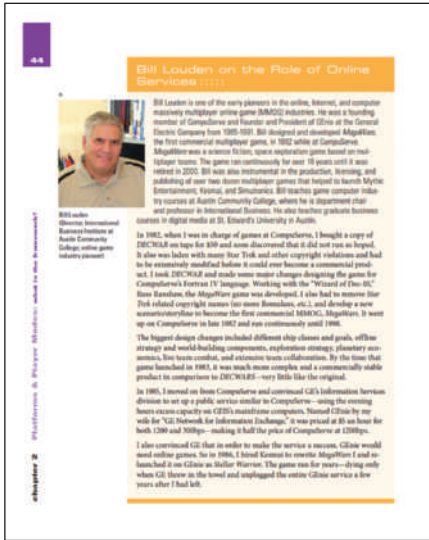 44
Bill Louden on the Role of Online
Services :::::
Bill Louden is one of the early pioneers in the online, Internet, and computer
massively multiplayer online game (MMOG) industries. He was a founding
member of CompuServe and Founder and President of GEnie at the General
Electric Company from 1985-1991. Bill designed and developed MegaWars,
the first commercial multiplayer game, in 1982 while at CompuServe.
MegaWars was a science fiction, space exploration game based on mul-
tiplayer teams. The game ran continuously for over 16 years until it was
retired in 2000. Bill also was instrumental in the production, licensing, and
publishing of over two dozen multiplayer games that helped to launch Mythic
Entertainment, Kesmai, and Simutronics. Bill teaches game computer indus-
try courses at Austin Community College, where he is department chair
and professor in International Business. He also teaches graduate business
courses in digital media at St. Edward's University in Austin.
Bill Louden
(Director, International
Business Institute at
Austin Community
College; online game
industry pioneer)
In 1982, when I was in charge of games at CompuServe, I bought a copy of
DECWAR on tape for $50 and soon discovered that it did not run as hoped.
It also was laden with many Star Trek and other copyright violations and had
to be extensively modified before it could ever become a commercial prod-
uct. I took DECWAR and made some major changes designing the game for
CompuServe's Fortran IV language. Working with the "Wizard of Dec-10,"
Russ Ranshaw, the MegaWars game was developed. I also had to remove Star
Trek related copyright names (no more Romulans, etc.), and develop a new
scenario/storyline to become the first commercial MMOG, MegaWars. It went
up on CompuServe in late 1982 and ran continuously until 1998.
The biggest design changes included different ship classes and goals, offline
strategy and world-building components, exploration strategy, planetary eco-
nomics, live team combat, and extensive team collaboration. By the time that
game launched in 1983, it was much more complex and a commercially stable
product in comparison to DECWARS—very little like the original.
In 1985, I moved on from CompuServe and convinced GE's Information Services
division to set up a public service similar to CompuServe—using the evening
hours excess capacity on GEIS's mainframe computers. Named GEnie by my
wife for "GE Network for Information Exchange," it was priced at $5 an hour for
both 1200 and 300bps—making it half the price of CompuServe at 1200bps.
I also convinced GE that in order to make the service a success, GEnie would
need online games. So in 1986, I hired Kesmai to rewrite MegaWars I and re-
launched it on GEnie as Stellar Warrior. The game ran for years—dying only
when GE threw in the towel and unplugged the entire GEnie service a few
years after I had left.
chapter 2 Platforms & Player Modes: what is the framework?